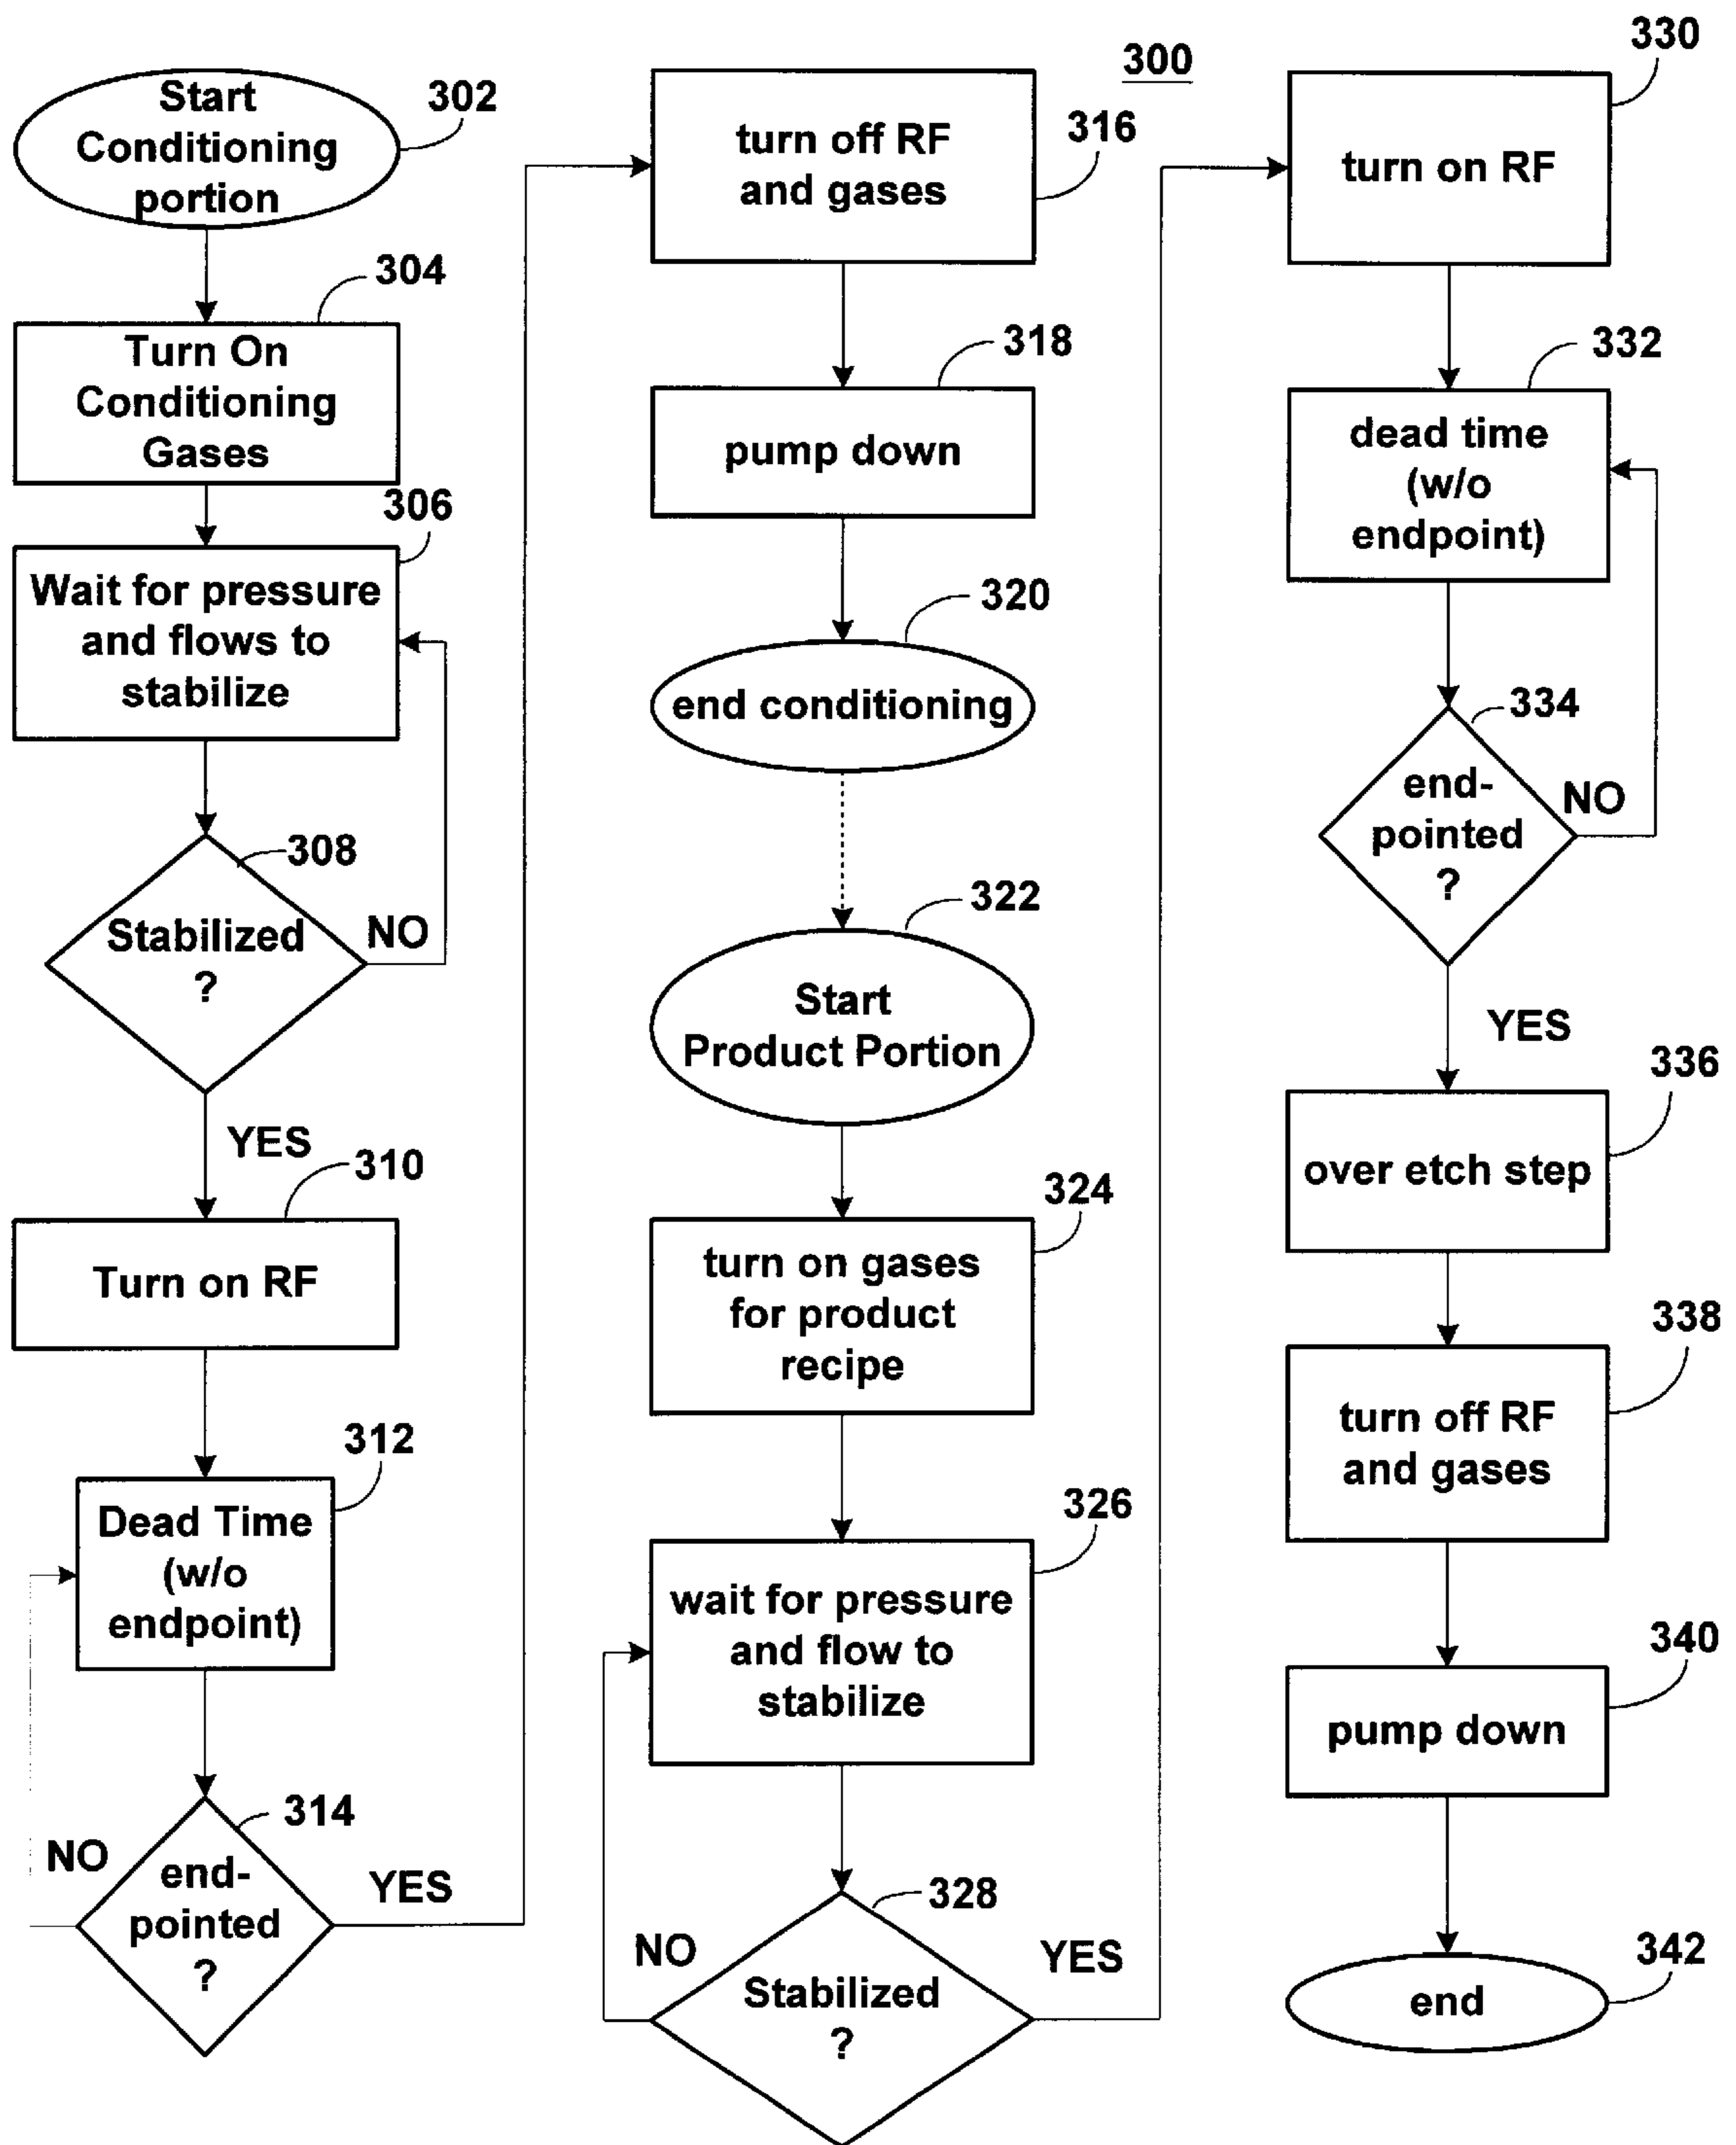 300
Start
Conditioning
portion
302
304
Turn On
Conditioning
Gases
306
Wait for pressure
and flows to
stabilize
308
Stabilized
?
NO
YES
310
Turn on RF
312
Dead Time
(w/o
endpoint)
314
NO
end-
pointed
?
YES
316
turn off RF
and gases
318
pump down
320
end conditioning
322
Start
Product Portion
324
turn on gases
for product
recipe
326
wait for pressure
and flow to
stabilize
328
NO
Stabilized
?
YES
330
turn on RF
332
dead time
(w/o
endpoint)
334
end-
pointed
?
NO
YES
336
over etch step
338
turn off RF
and gases
340
pump down
342
end